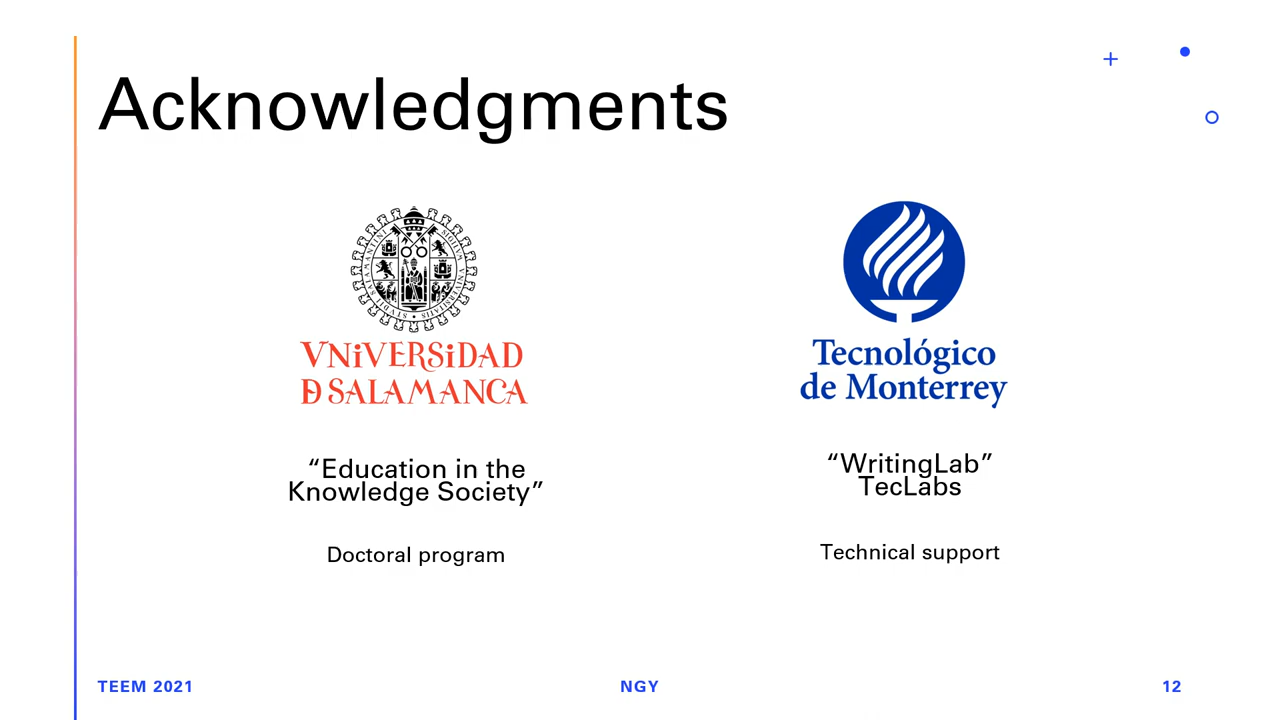 Acknowledgments
VNiVERSiDAD
D SALAMANCA
Tecnológico
de Monterrey
“Education in the
Knowledge Society”
“WritingLab”
TecLabs
Doctoral program
Technical support
TEEM 2021
NGY
12